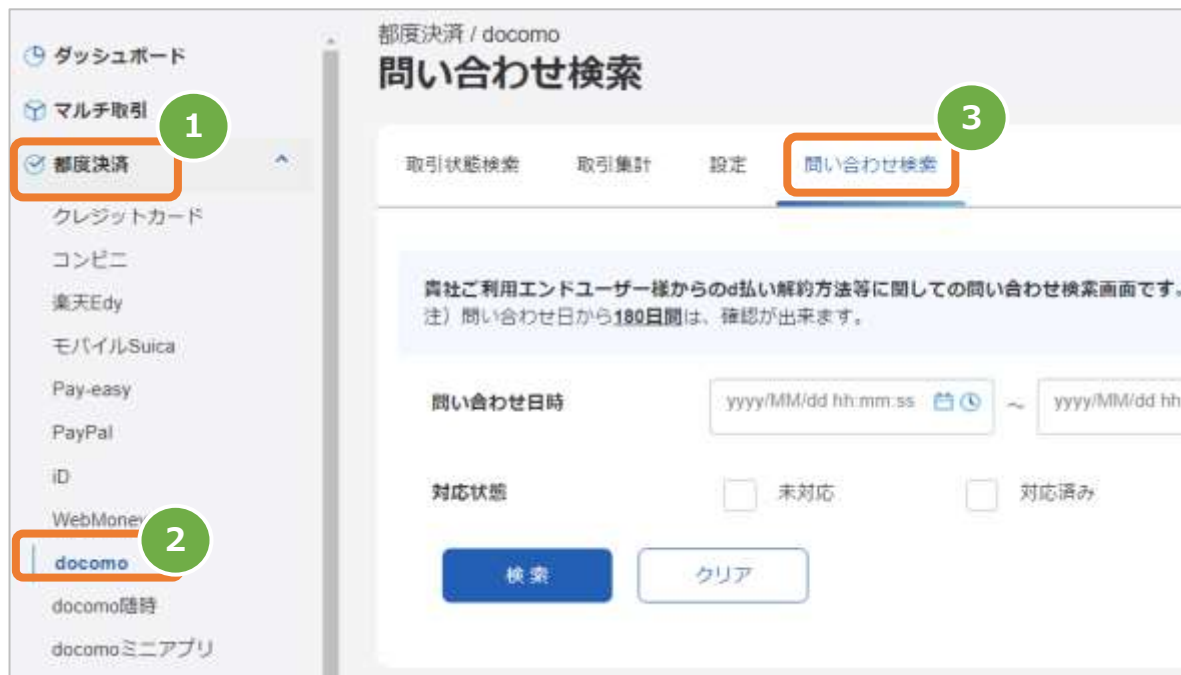 ダッシュボード
マルチ取引
1
都度決済
クレジットカード
コンビニ
楽天Edy
モバイルSuica
Pay-easy
PayPal
iD
WebMoney
2
docomo
docomo随時
docomoミニアプリ
都度決済 / docomo
問い合わせ検索
3
取引状態検索 取引集計 設定 問い合わせ検索
貴社ご利用エンドユーザー様からのd払い解約方法等に関しての問い合わせ検索画面です。
注）問い合わせ日から180日間は、確認が出来ます。
問い合わせ日時 yyyy/MM/dd hh:mm:ss ～ yyyy/MM/dd hh
対応状態 未対応 対応済み
検索 クリア